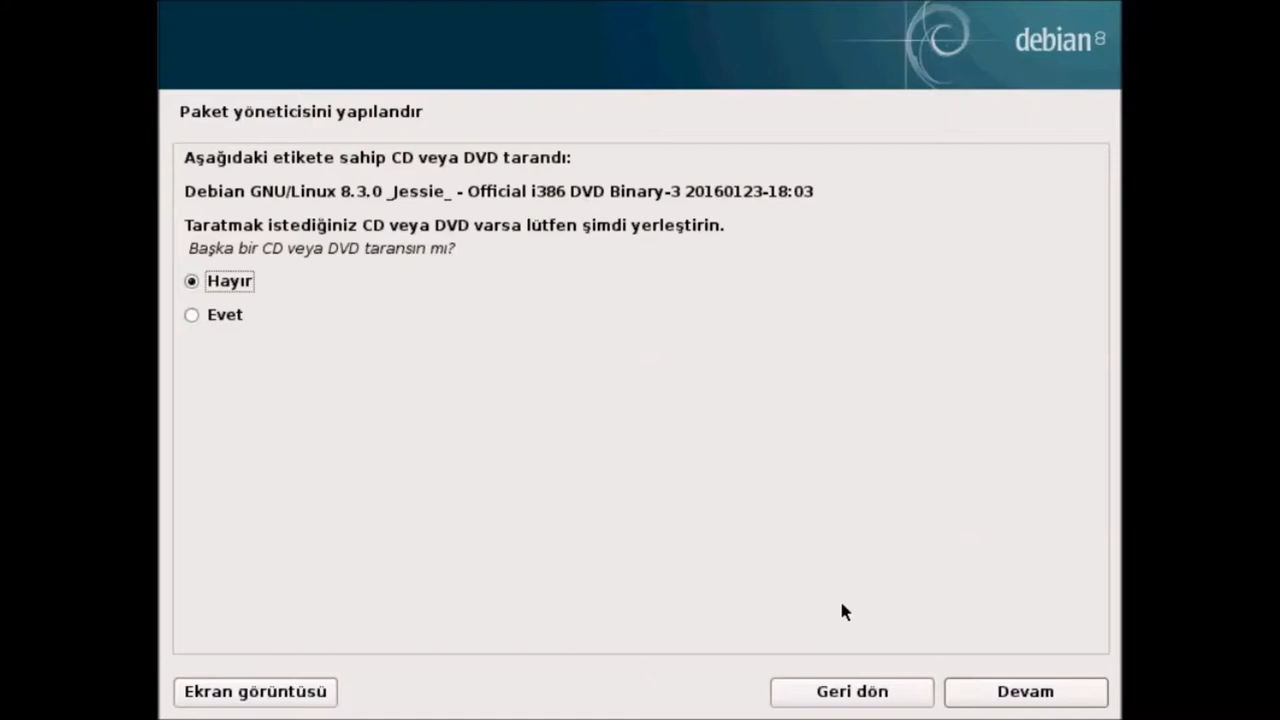 debian 8
Paket yöneticisini yapılandır
Aşağıdaki etikete sahip CD veya DVD tarandı:
Debian GNU/Linux 8.3.0 _Jessie_ - Official i386 DVD Binary-3 20160123-18:03
Taratmak istediğiniz CD veya DVD varsa lütfen şimdi yerleştirin.
Başka bir CD veya DVD taransın mı?
Hayır
Evet
Ekran görüntüsü
Geri dön
Devam